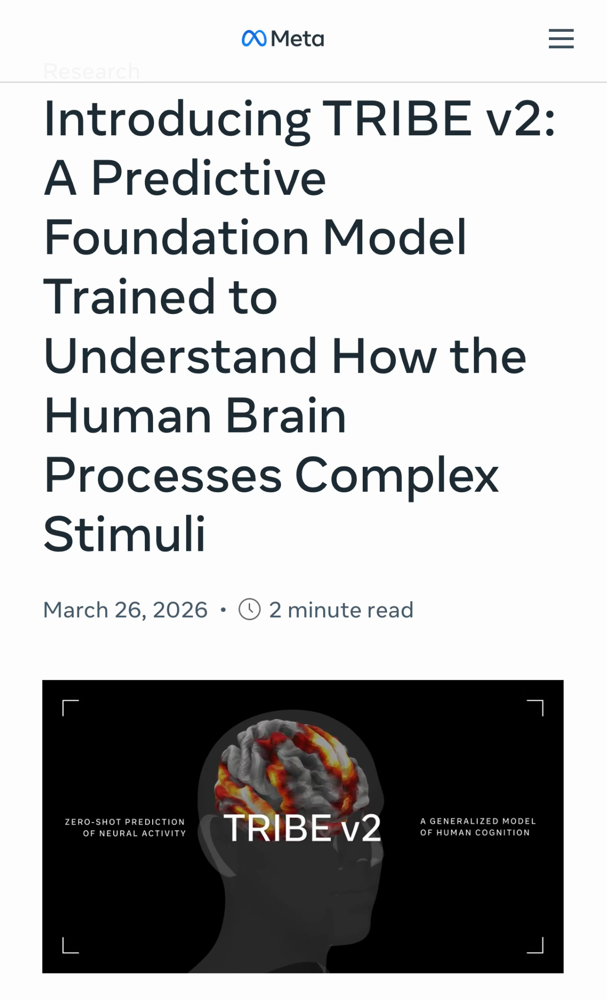 Meta
Research
Introducing TRIBE v2:
A Predictive
Foundation Model
Trained to
Understand How the
Human Brain
Processes Complex
Stimuli
March 26, 2026 • 2 minute read
ZERO-SHOT PREDICTION
OF NEURAL ACTIVITY
TRIBE v2
A GENERALIZED MODEL
OF HUMAN COGNITION